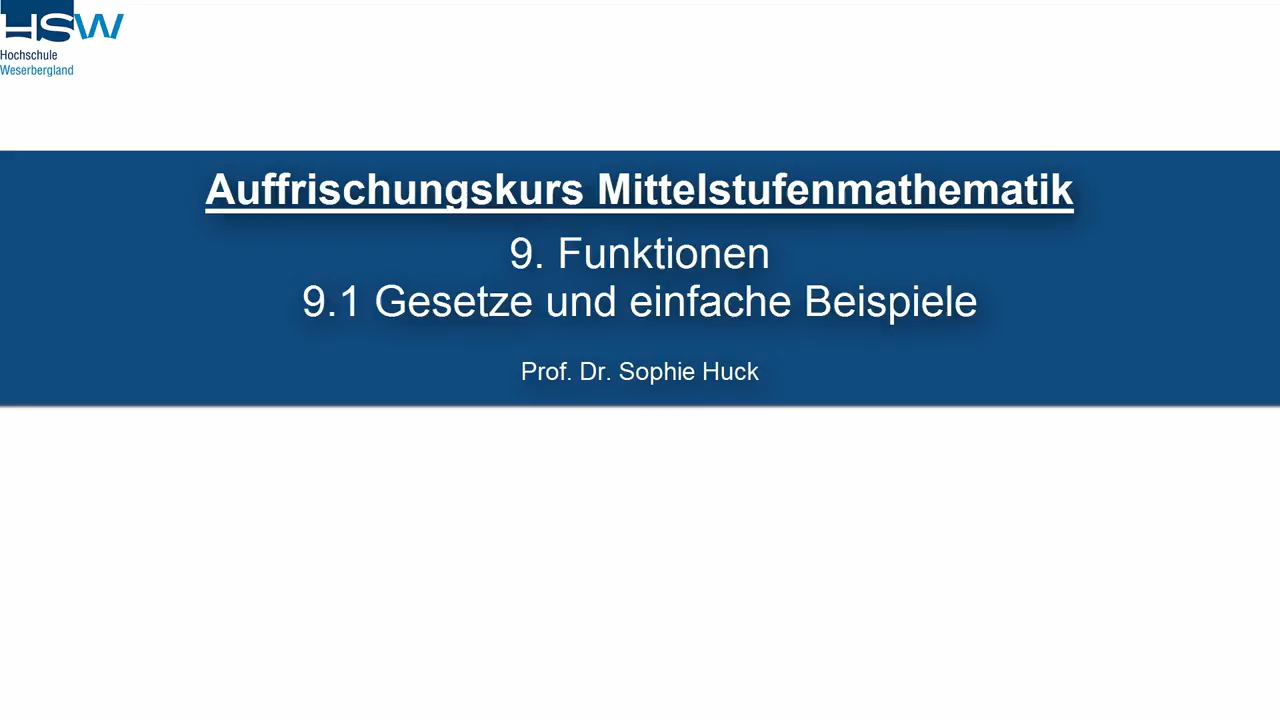 HSW
Hochschule
Weserbergland
Auffrischungskurs Mittelstufenmathematik
9. Funktionen
9.1 Gesetze und einfache Beispiele
Prof. Dr. Sophie Huck